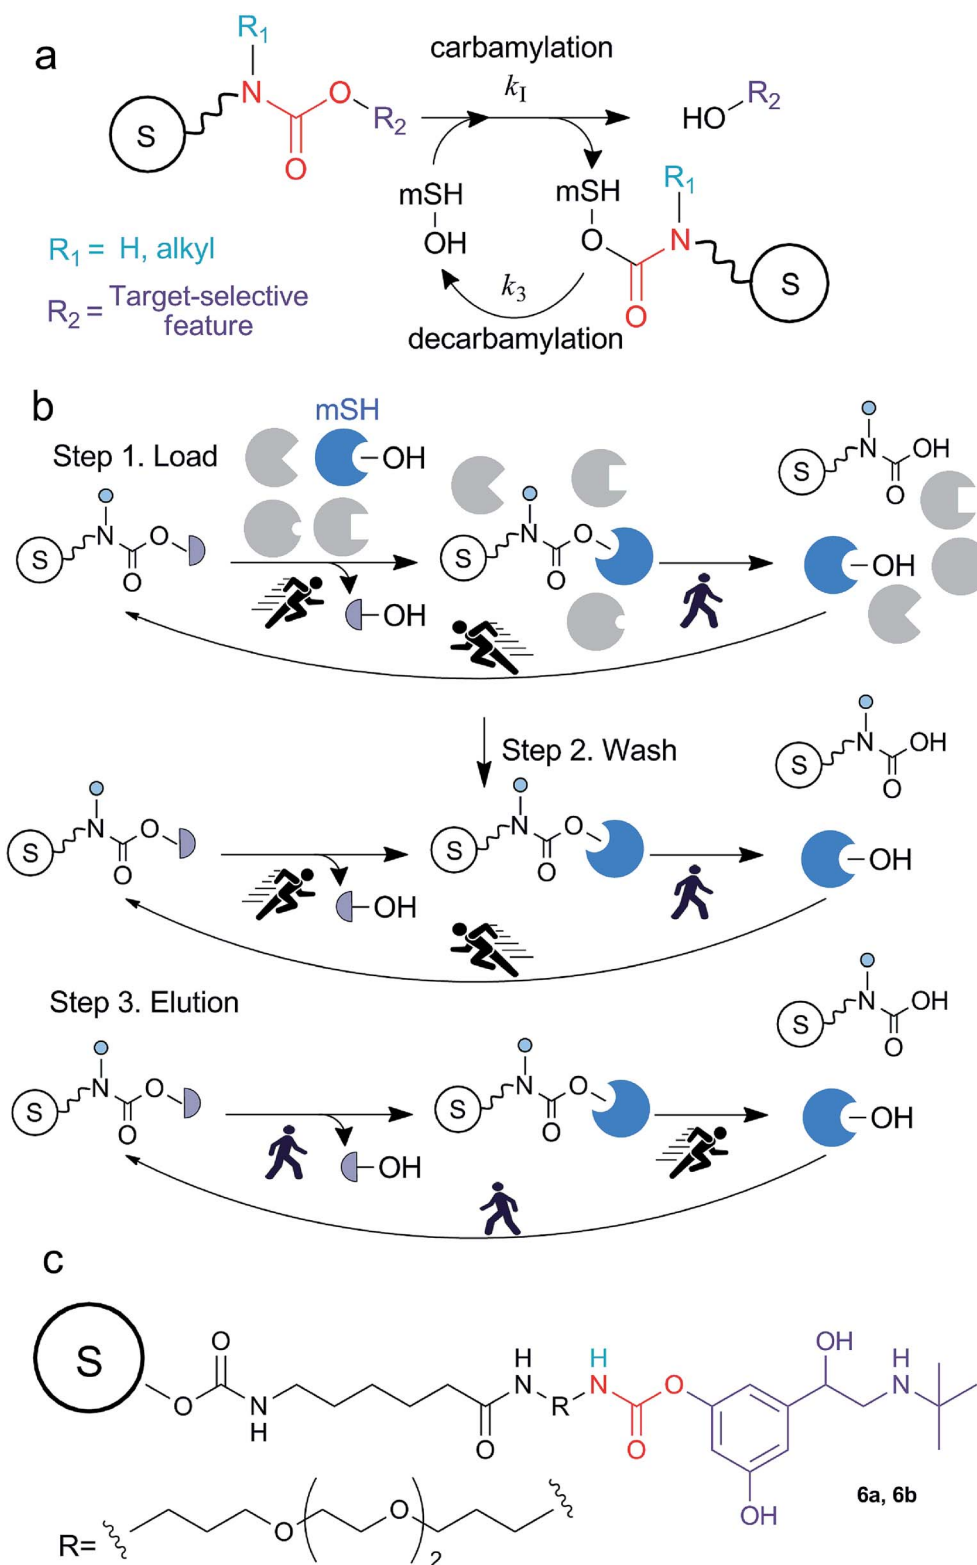 a
R1
N
O
R2
S
O
carbamylation
kI
HO
R2
mSH
OH
mSH
O
R1
N
S
O
k3
decarbamylation
R1 = H, alkyl
R2 = Target-selective
feature
b
mSH
Step 1. Load
OH
S
N
O
O
OH
S
N
O
O
S
N
OH
O
OH
Step 2. Wash
S
N
O
O
OH
S
N
O
O
S
N
OH
O
OH
Step 3. Elution
S
N
O
O
OH
S
N
O
O
S
N
OH
O
OH
c
S
O
O
N
H
O
H
N
R
H
N
O
O
OH
OH
H
N
6a, 6b
R=
O
O
2